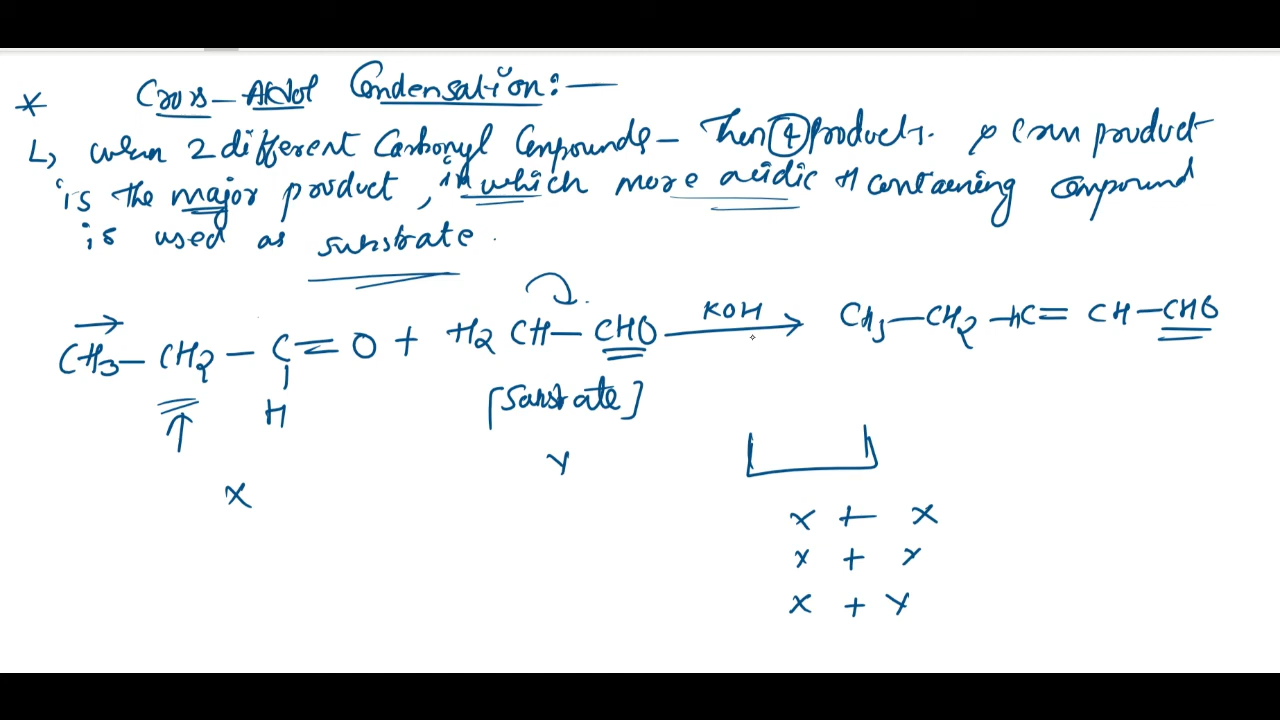 * Cross-Aldol Condensation:-
↳ when 2 different Carbonyl Compounds - Then ④ products. & Cross product
is the major product, in which more acidic H containing compound
is used as substrate.
CH3-CH2-C=O + H2CH-CHO KOH CH3-CH2-HC=CH-CHO
H
[Substrate]
X Y
X + X
X + Y
X + Y